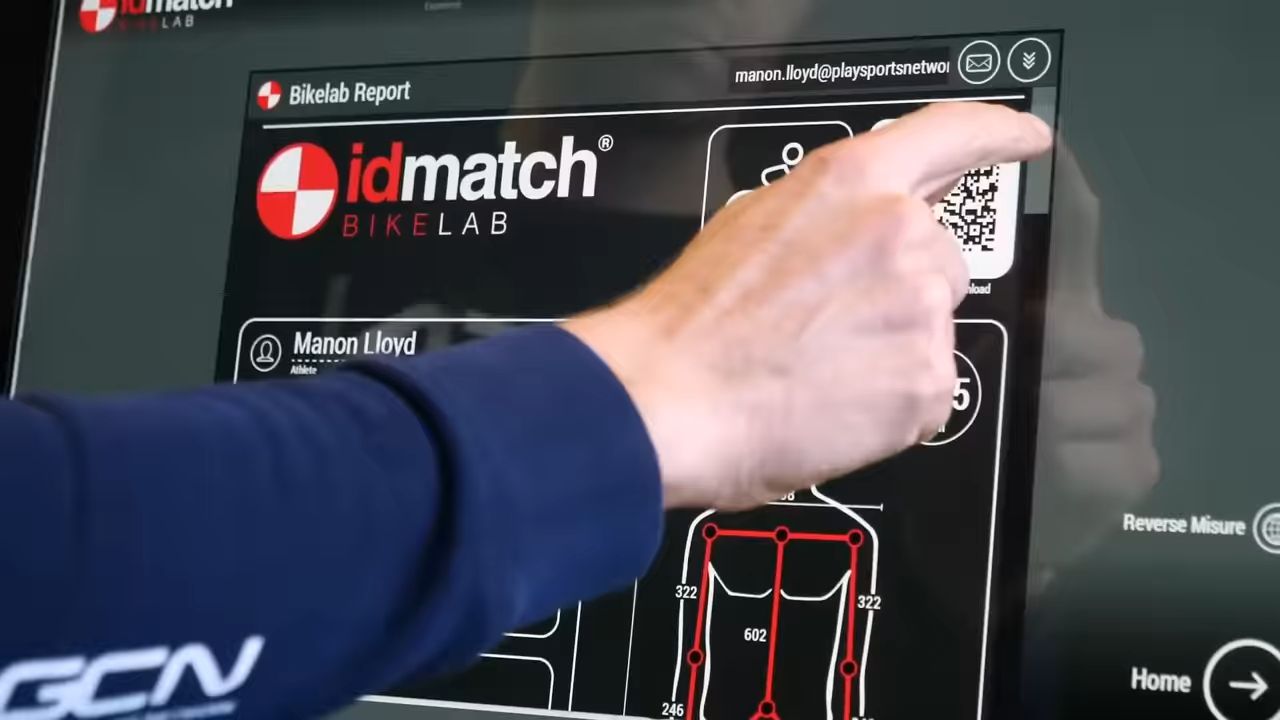 idmatch
BIKELAB
Bikelab Report
manon.lloyd@playsportsnetwor
idmatch®
BIKELAB
Manon Lloyd
Athlete
5
322
322
602
246
Reverse Misure
Home
GCN